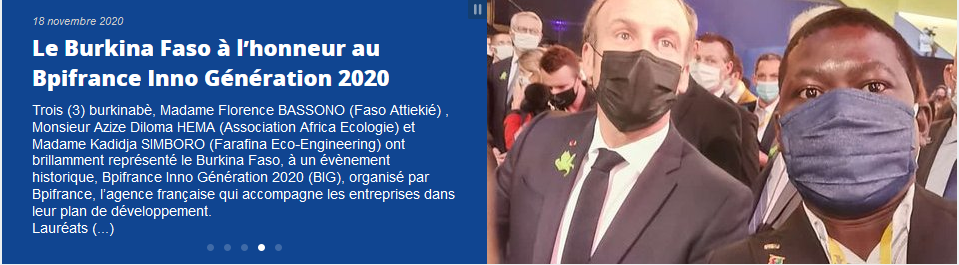 18 novembre 2020
Le Burkina Faso à l’honneur au
Bpifrance Inno Génération 2020
Trois (3) burkinabè, Madame Florence BASSONO (Faso Attiekié) ,
Monsieur Azize Diloma HEMA (Association Africa Ecologie) et
Madame Kadidja SIMBORO (Farafina Eco-Engineering) ont
brillamment représenté le Burkina Faso, à un évènement
historique, Bpifrance Inno Génération 2020 (BIG), organisé par
Bpifrance, l’agence française qui accompagne les entreprises dans
leur plan de développement.
Lauréats (...)